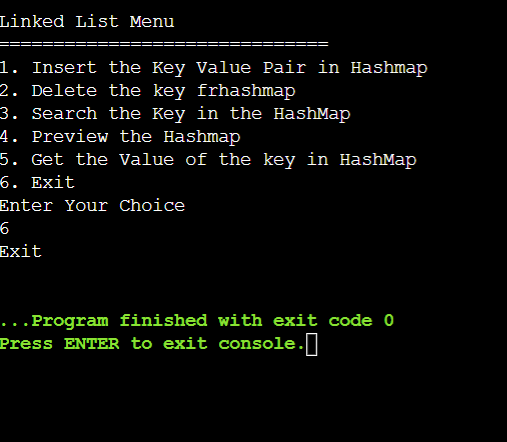 Linked List Menu
==============================
1. Insert the Key Value Pair in Hashmap
2. Delete the key frhashmap
3. Search the Key in the HashMap
4. Preview the Hashmap
5. Get the Value of the key in HashMap
6. Exit
Enter Your Choice
6
Exit
...Program finished with exit code 0
Press ENTER to exit console.